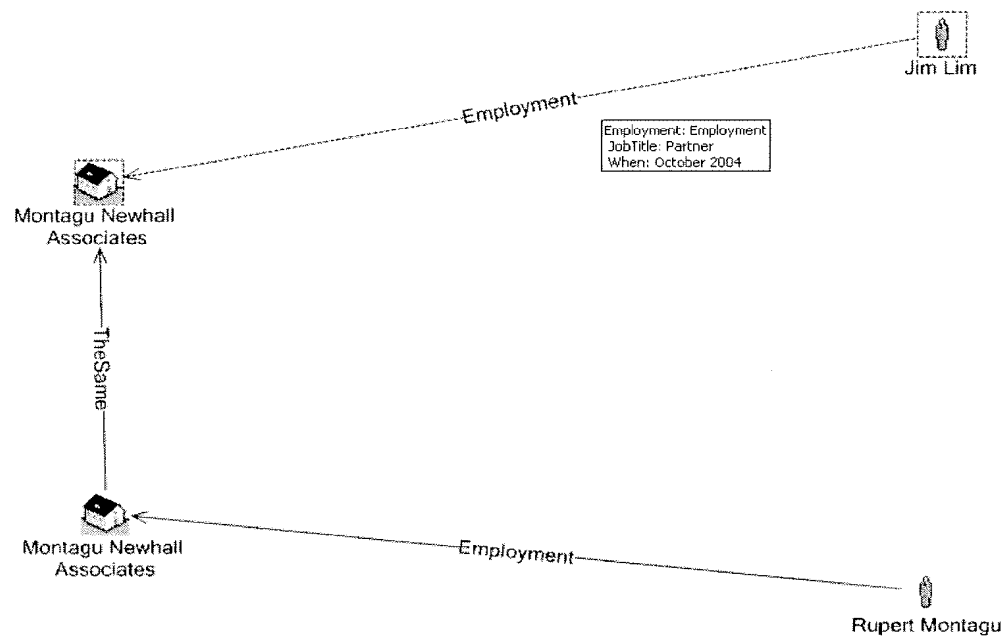 Jim Lim
Employment
Employment: Employment
JobTitle: Partner
When: October 2004
Montagu Newhall
Associates
TheSame
Montagu Newhall
Associates
Employment
Rupert Montagu